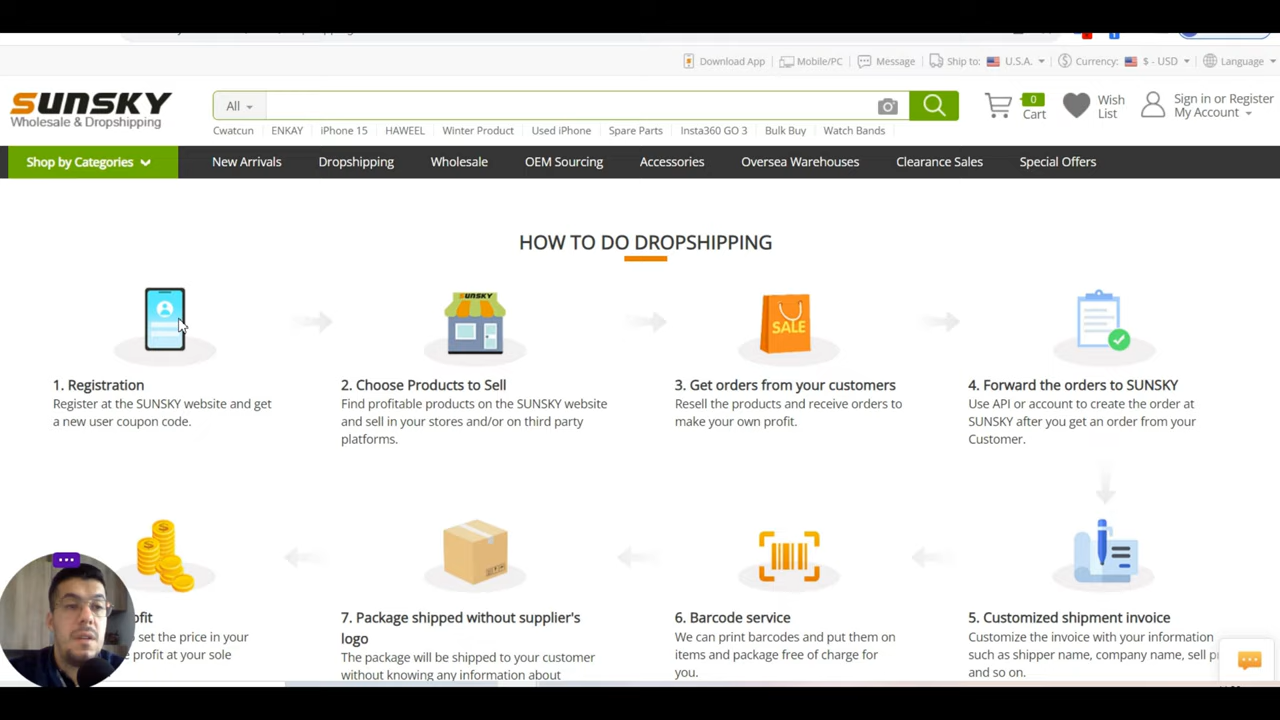 Download App
Mobile/PC
Message
Ship to: U.S.A.
Currency: $ - USD
Language
SUNSKY
Wholesale & Dropshipping
All
0
Cart
Wish
List
Sign in or Register
My Account
Cwatcun ENKAY iPhone 15 HAWEEL Winter Product Used iPhone Spare Parts Insta360 GO 3 Bulk Buy Watch Bands
Shop by Categories New Arrivals Dropshipping Wholesale OEM Sourcing Accessories Oversea Warehouses Clearance Sales Special Offers
HOW TO DO DROPSHIPPING
SUNSKY
SALE
1. Registration
Register at the SUNSKY website and get
a new user coupon code.
2. Choose Products to Sell
Find profitable products on the SUNSKY website
and sell in your stores and/or on third party
platforms.
3. Get orders from your customers
Resell the products and receive orders to
make your own profit.
4. Forward the orders to SUNSKY
Use API or account to create the order at
SUNSKY after you get an order from your
Customer.
to set the price in your
profit at your sole
7. Package shipped without supplier's
logo
The package will be shipped to your customer
without knowing any information about
6. Barcode service
We can print barcodes and put them on
items and package free of charge for
you.
5. Customized shipment invoice
Customize the invoice with your information
such as shipper name, company name, sell
and so on.